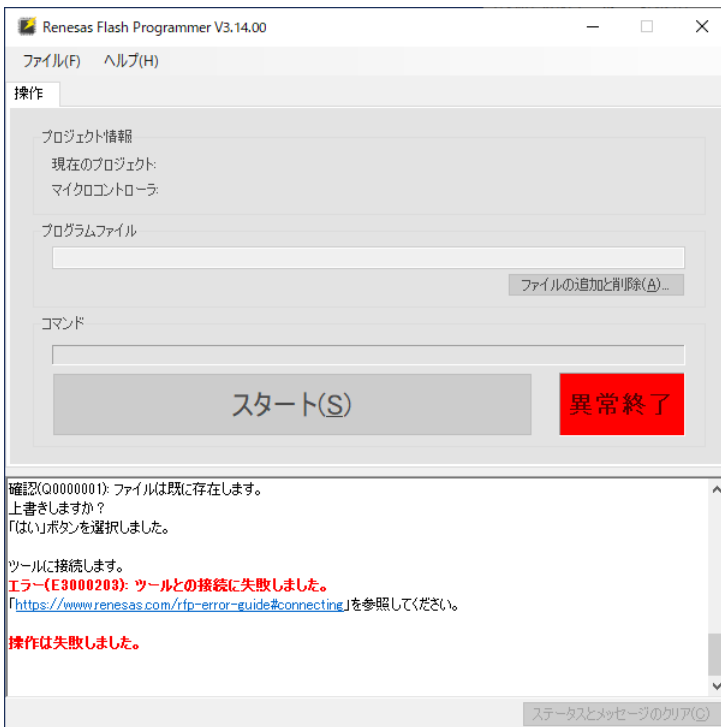 Renesas Flash Programmer V3.14.00
ファイル(F) ヘルプ(H)
操作
プロジェクト情報
現在のプロジェクト:
マイクロコントローラ:
プログラムファイル
ファイルの追加と削除(A)...
コマンド
スタート(S)
異常終了
確認(Q0000001): ファイルは既に存在します。
上書きしますか？
「はい」ボタンを選択しました。
ツールに接続します。
エラー(E3000203): ツールとの接続に失敗しました。
「https://www.renesas.com/rfp-error-guide#connecting」を参照してください。
操作は失敗しました。
ステータスとメッセージのクリア(C)